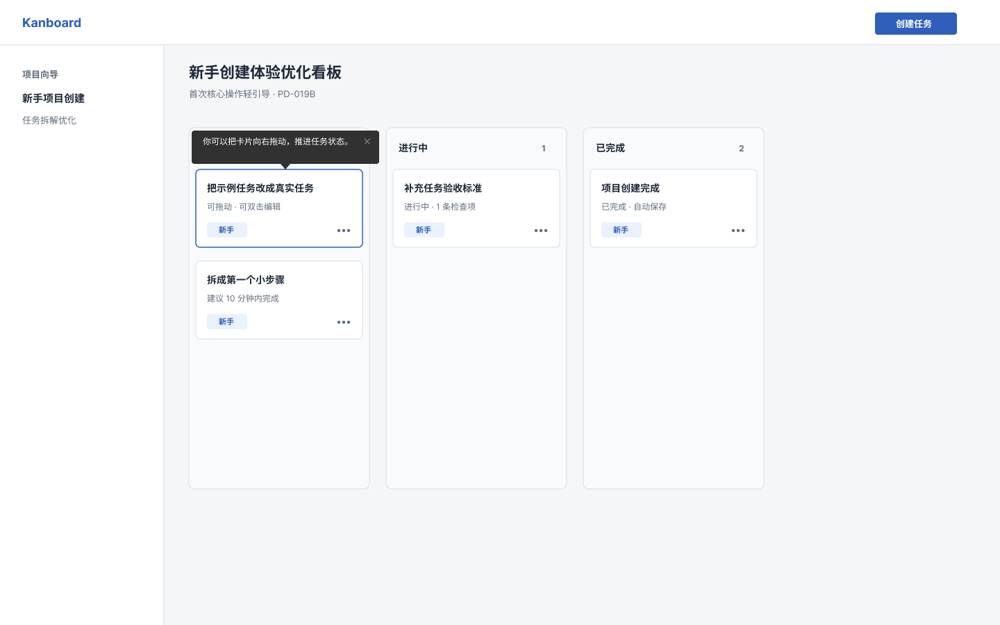 Kanboard
创建任务
项目向导
新手项目创建
任务拆解优化
新手创建体验优化看板
首次核心操作轻引导 · PD-019B
你可以把卡片向右拖动，推进任务状态。
把示例任务改成真实任务
可拖动 · 可双击编辑
新手
拆成第一个小步骤
建议 10 分钟内完成
新手
进行中 1
补充任务验收标准
进行中 · 1 条检查项
新手
已完成 2
项目创建完成
已完成 · 自动保存
新手